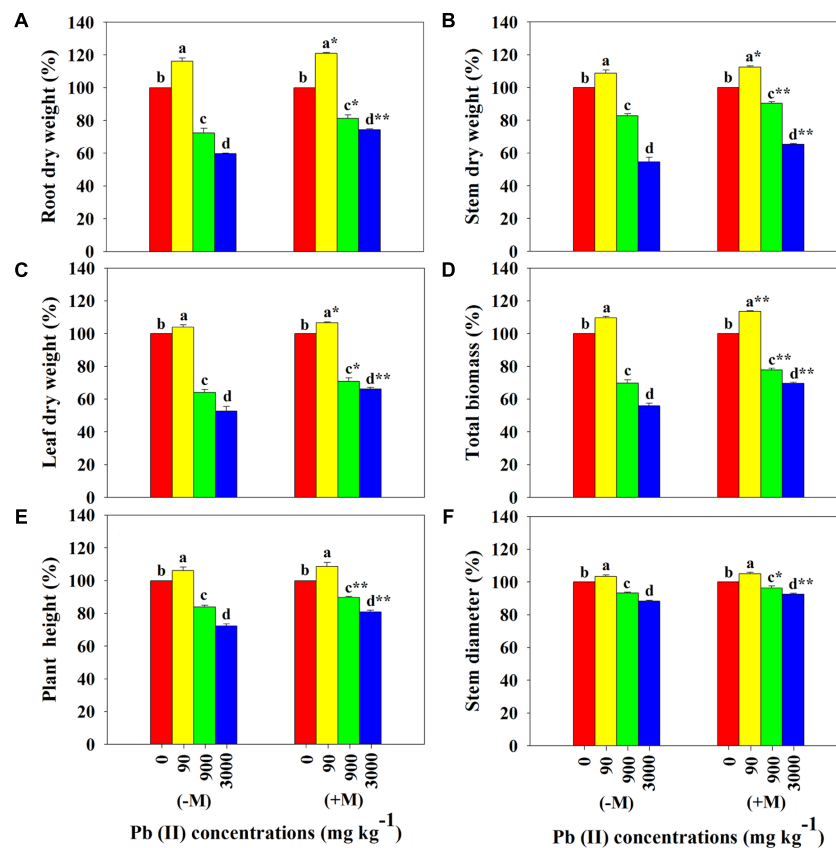 A
Root dry weight (%)
140
120
100
80
60
40
20
0
b
a
c
d
b
a*
c*
d**
B
Stem dry weight (%)
140
120
100
80
60
40
20
0
b
a
c
d
b
a*
c**
d**
C
Leaf dry weight (%)
140
120
100
80
60
40
20
0
b
a
c
d
b
a*
c*
d**
D
Total biomass (%)
140
120
100
80
60
40
20
0
b
a
c
d
b
a**
c**
d**
E
Plant height (%)
140
120
100
80
60
40
20
0
b
a
c
d
b
a
c**
d**
0
90
900
3000
0
90
900
3000
(-M)
(+M)
Pb (II) concentrations (mg kg-1)
F
Stem diameter (%)
140
120
100
80
60
40
20
0
b
a
c
d
b
a
c*
d**
0
90
900
3000
0
90
900
3000
(-M)
(+M)
Pb (II) concentrations (mg kg-1)